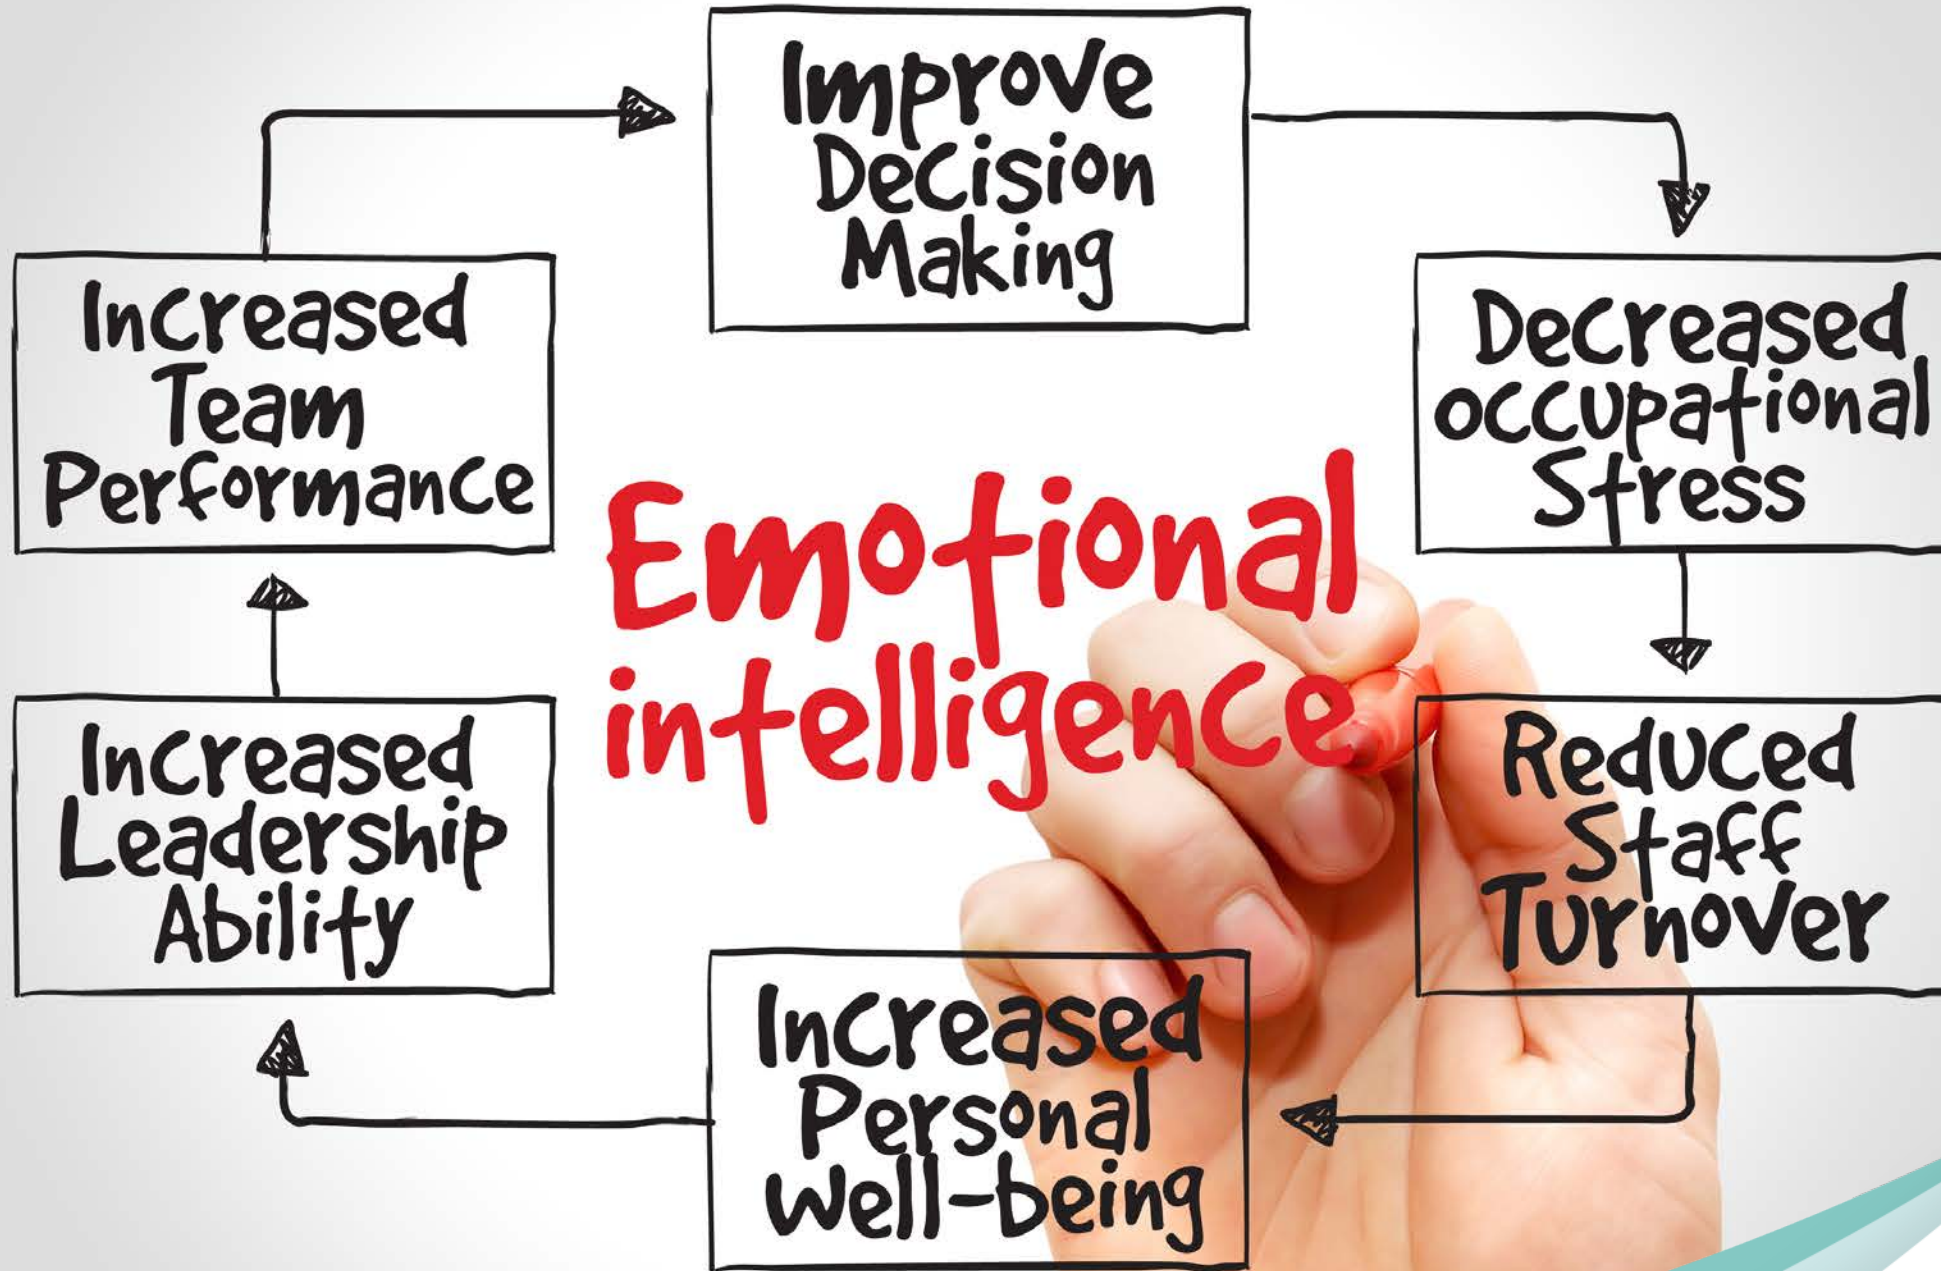 Improve
Decision
Making
Increased
Team
Performance
Decreased
occupational
Stress
Emotional
intelligence
Increased
Leadership
Ability
Reduced
Staff
Turnover
Increased
Personal
Well-being